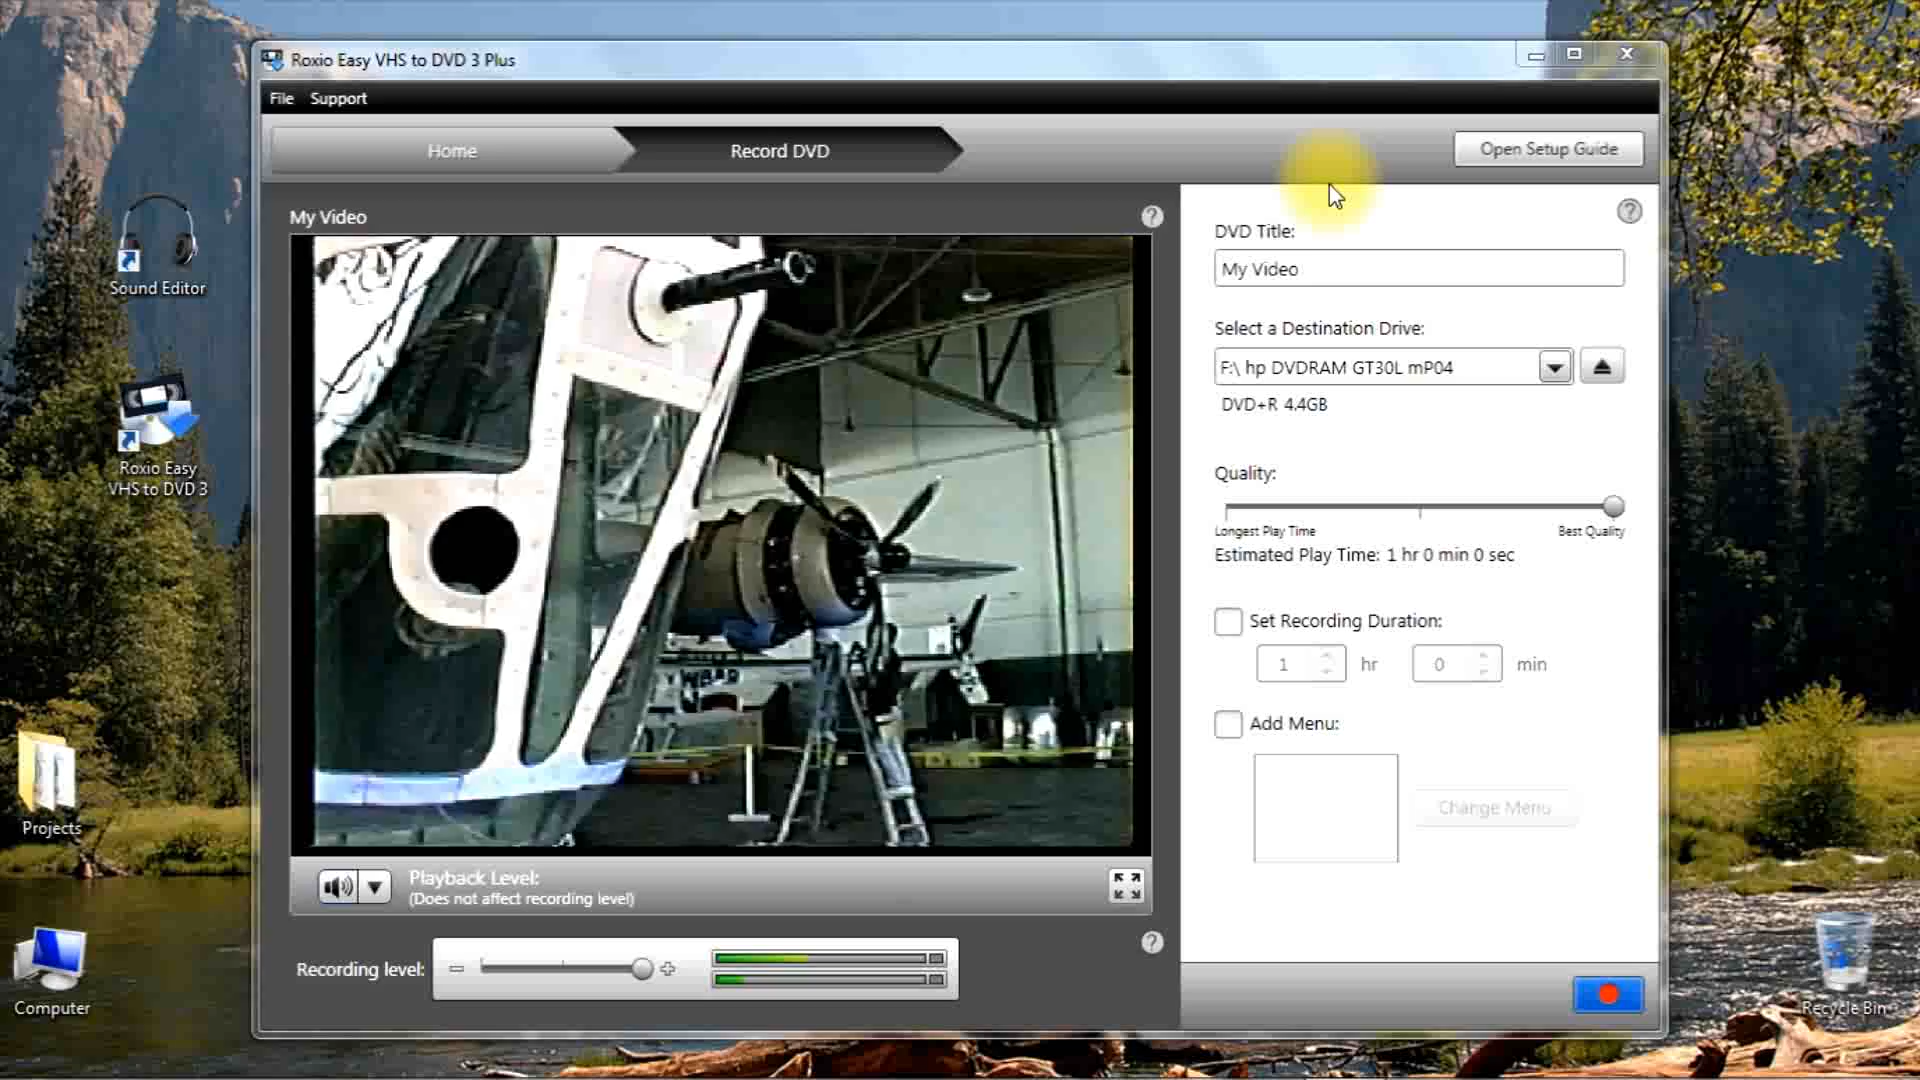 Roxio Easy VHS to DVD 3 Plus
File Support
Home
Record DVD
Open Setup Guide
My Video
DVD Title:
My Video
Select a Destination Drive:
F:\ hp DVDRAM GT30L mP04
DVD+R 4.4GB
Quality:
Longest Play Time
Best Quality
Estimated Play Time: 1 hr 0 min 0 sec
Set Recording Duration:
1 hr 0 min
Add Menu:
Change Menu
Playback Level:
(Does not affect recording level)
Recording level:
Sound Editor
Roxio Easy
VHS to DVD 3
Projects
Computer
Recycle Bin